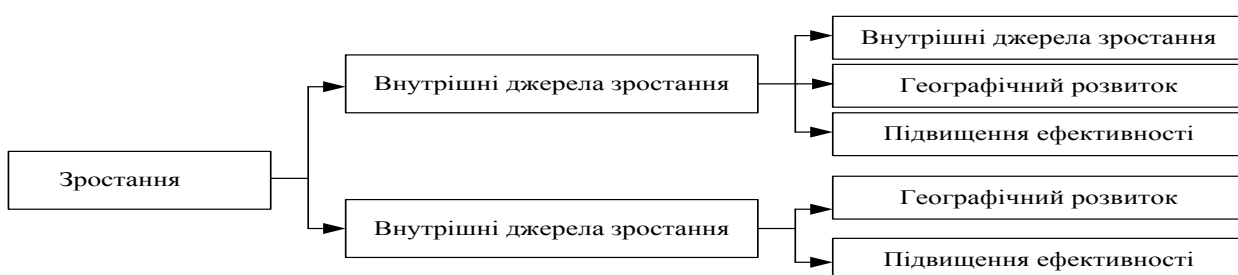 Внутрішні джерела зростання
Внутрішні джерела зростання
Географічний розвиток
Підвищення ефективності
Зростання
Географічний розвиток
Внутрішні джерела зростання
Підвищення ефективності